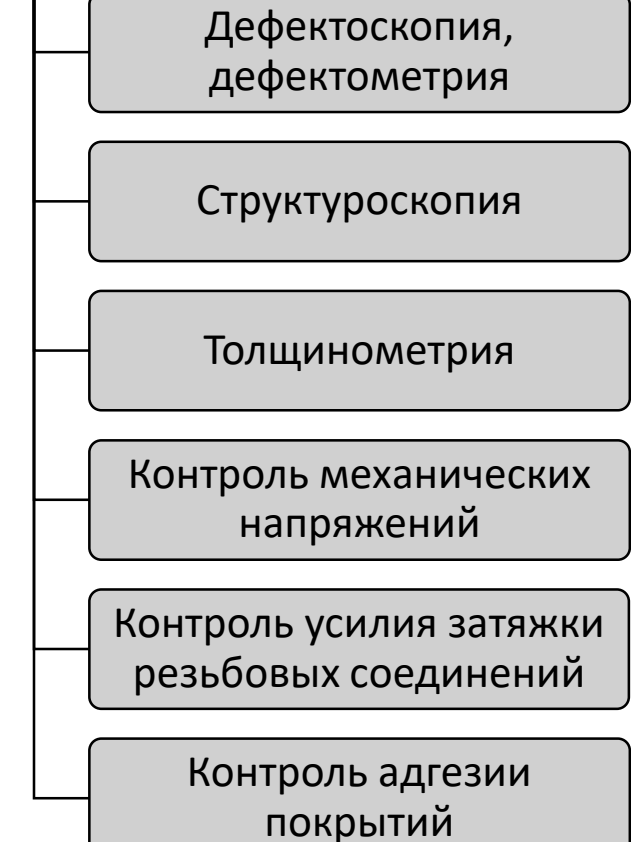 Дефектоскопия,
дефектометрия
Структуроскопия
Толщинометрия
Контроль механических
напряжений
Контроль усилия затяжки
резьбовых соединений
Контроль адгезии
покрытий